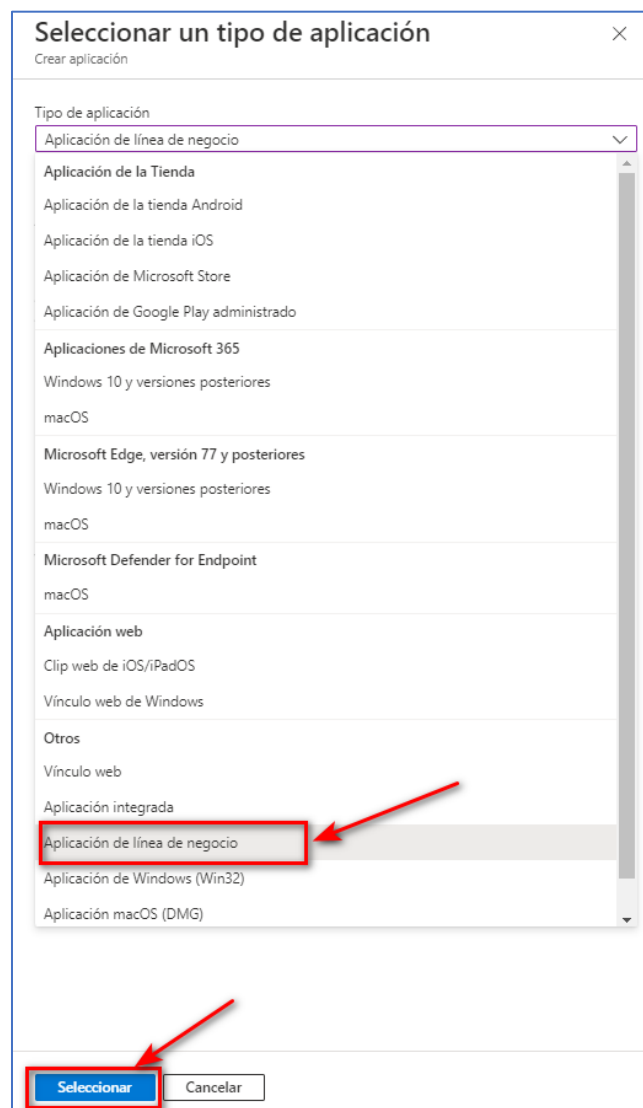 Seleccionar un tipo de aplicación
Crear aplicación
Tipo de aplicación
Aplicación de línea de negocio
Aplicación de la Tienda
Aplicación de la tienda Android
Aplicación de la tienda iOS
Aplicación de Microsoft Store
Aplicación de Google Play administrado
Aplicaciones de Microsoft 365
Windows 10 y versiones posteriores
macOS
Microsoft Edge, versión 77 y posteriores
Windows 10 y versiones posteriores
macOS
Microsoft Defender for Endpoint
macOS
Aplicación web
Clip web de iOS/iPadOS
Vínculo web de Windows
Otros
Vínculo web
Aplicación integrada
Aplicación de línea de negocio
Aplicación de Windows (Win32)
Aplicación macOS (DMG)
Seleccionar Cancelar